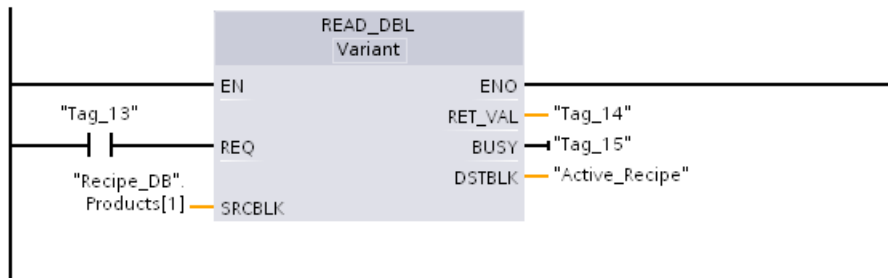 READ_DBL
Variant
EN
ENO
"Tag_13"
RET_VAL
"Tag_14"
REQ
BUSY
"Tag_15"
"Recipe_DB".
Products[1]
DSTBLK
"Active_Recipe"
SRCBLK